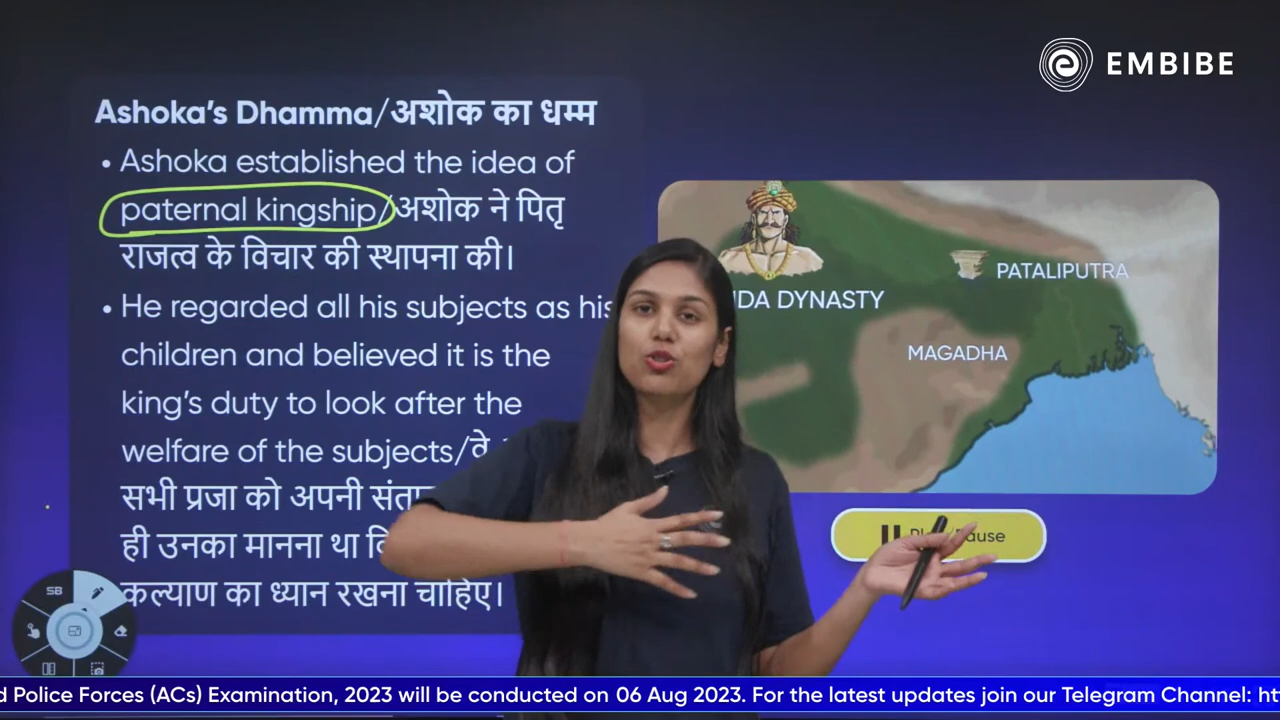 EMBIBE
Ashoka's Dhamma/अशोक का धम्म
• Ashoka established the idea of
paternal kingship/अशोक ने पितृ
राजत्व के विचार की स्थापना की।
• He regarded all his subjects as his
children and believed it is the
king's duty to look after the
welfare of the subjects/वे
सभी प्रजा को अपनी
ही उनका मानना था
कल्याण का ध्यान रखना चाहिए।
PATALIPUTRA
DYNASTY
MAGADHA
Play/Pause
SB
Police Forces (ACs) Examination, 2023 will be conducted on 06 Aug 2023. For the latest updates join our Telegram Channel: